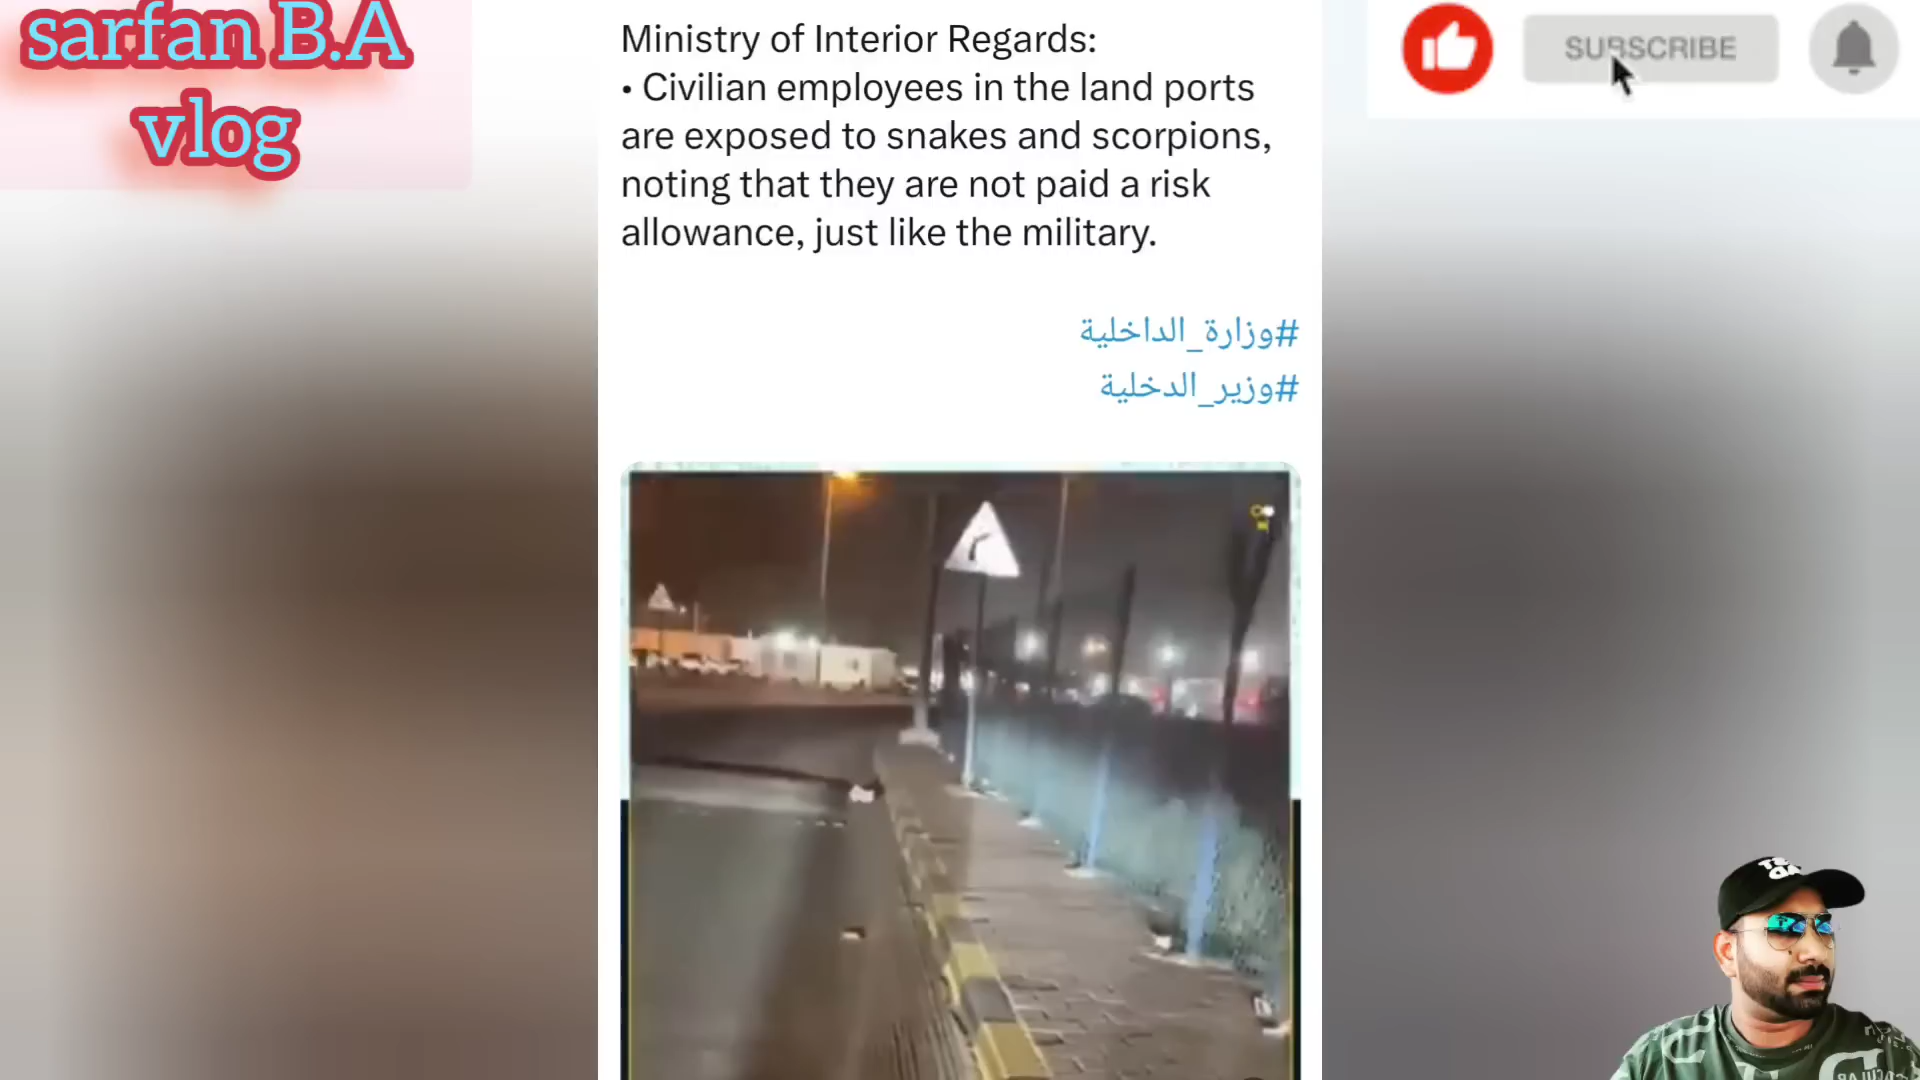 sarfan B.A
vlog
Ministry of Interior Regards:
• Civilian employees in the land ports
are exposed to snakes and scorpions,
noting that they are not paid a risk
allowance, just like the military.
#وزارة_الداخلية
#وزير_الدخلية
SUBSCRIBE